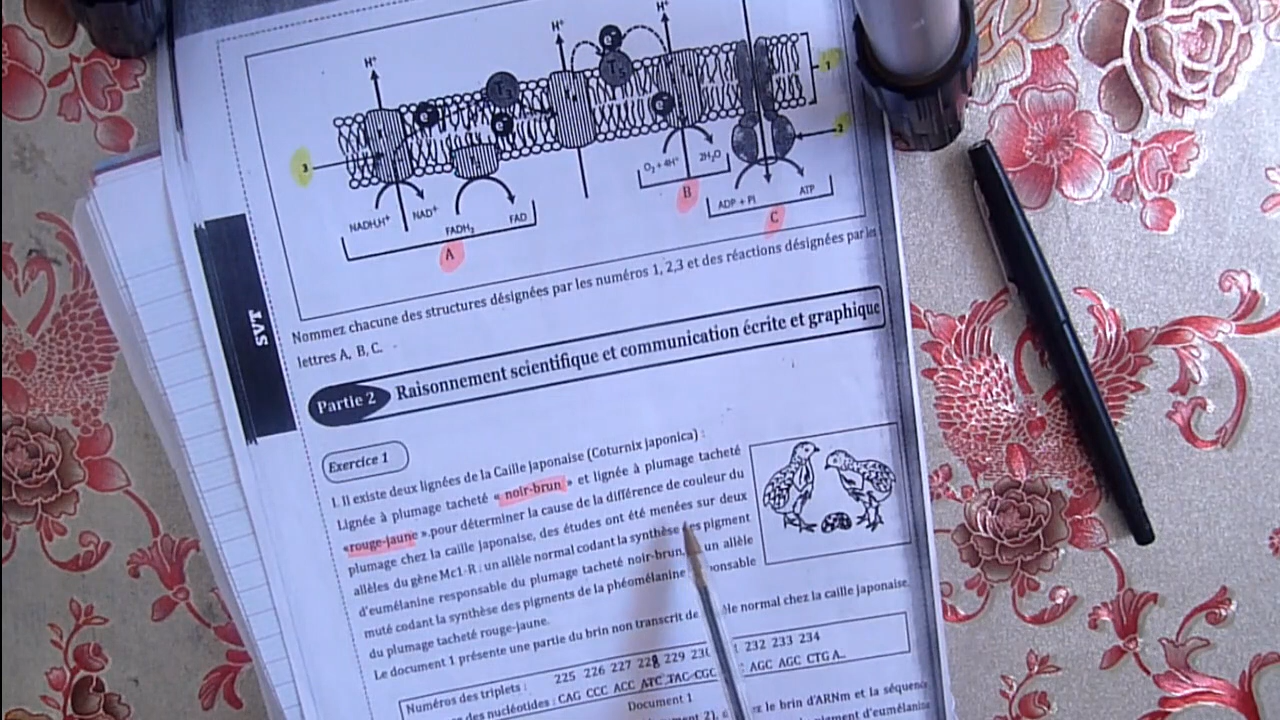 H⁺
H⁺
H⁺
e⁻
T₅
e⁻
e⁻
e⁻
1
2
3
O₂ + 4H⁺ 2H₂O
B
ADP + Pi ATP
C
NADH,H⁺ NAD⁺
FADH₂ FAD
A
Nommez chacune des structures désignées par les numéros 1, 2,3 et des réactions désignées par les
lettres A, B, C.
SVT
Partie 2 Raisonnement scientifique et communication écrite et graphique
Exercice 1
I. Il existe deux lignées de la Caille japonaise (Coturnix japonica) :
Lignée à plumage tacheté « noir-brun » et lignée à plumage tacheté
«rouge-jaune ».pour déterminer la cause de la différence de couleur du
plumage chez la caille japonaise, des études ont été menées sur deux
allèles du gène Mc1-R : un allèle normal codant la synthèse des pigment
d'eumélanine responsable du plumage tacheté noir-brun, un allèle
muté codant la synthèse des pigments de la phéomélanine
du plumage tacheté rouge-jaune.
Le document 1 présente une partie du brin non transcrit de normal chez la caille japonaise.
Numéros des triplets : 225 226 227 228 229 232 233 234
des nucléotides : CAG CCC ACC ATC TAC CGC AGC AGC CTG A..
Document 1
le brin d'ARNm et la séquence
d'eumélanine